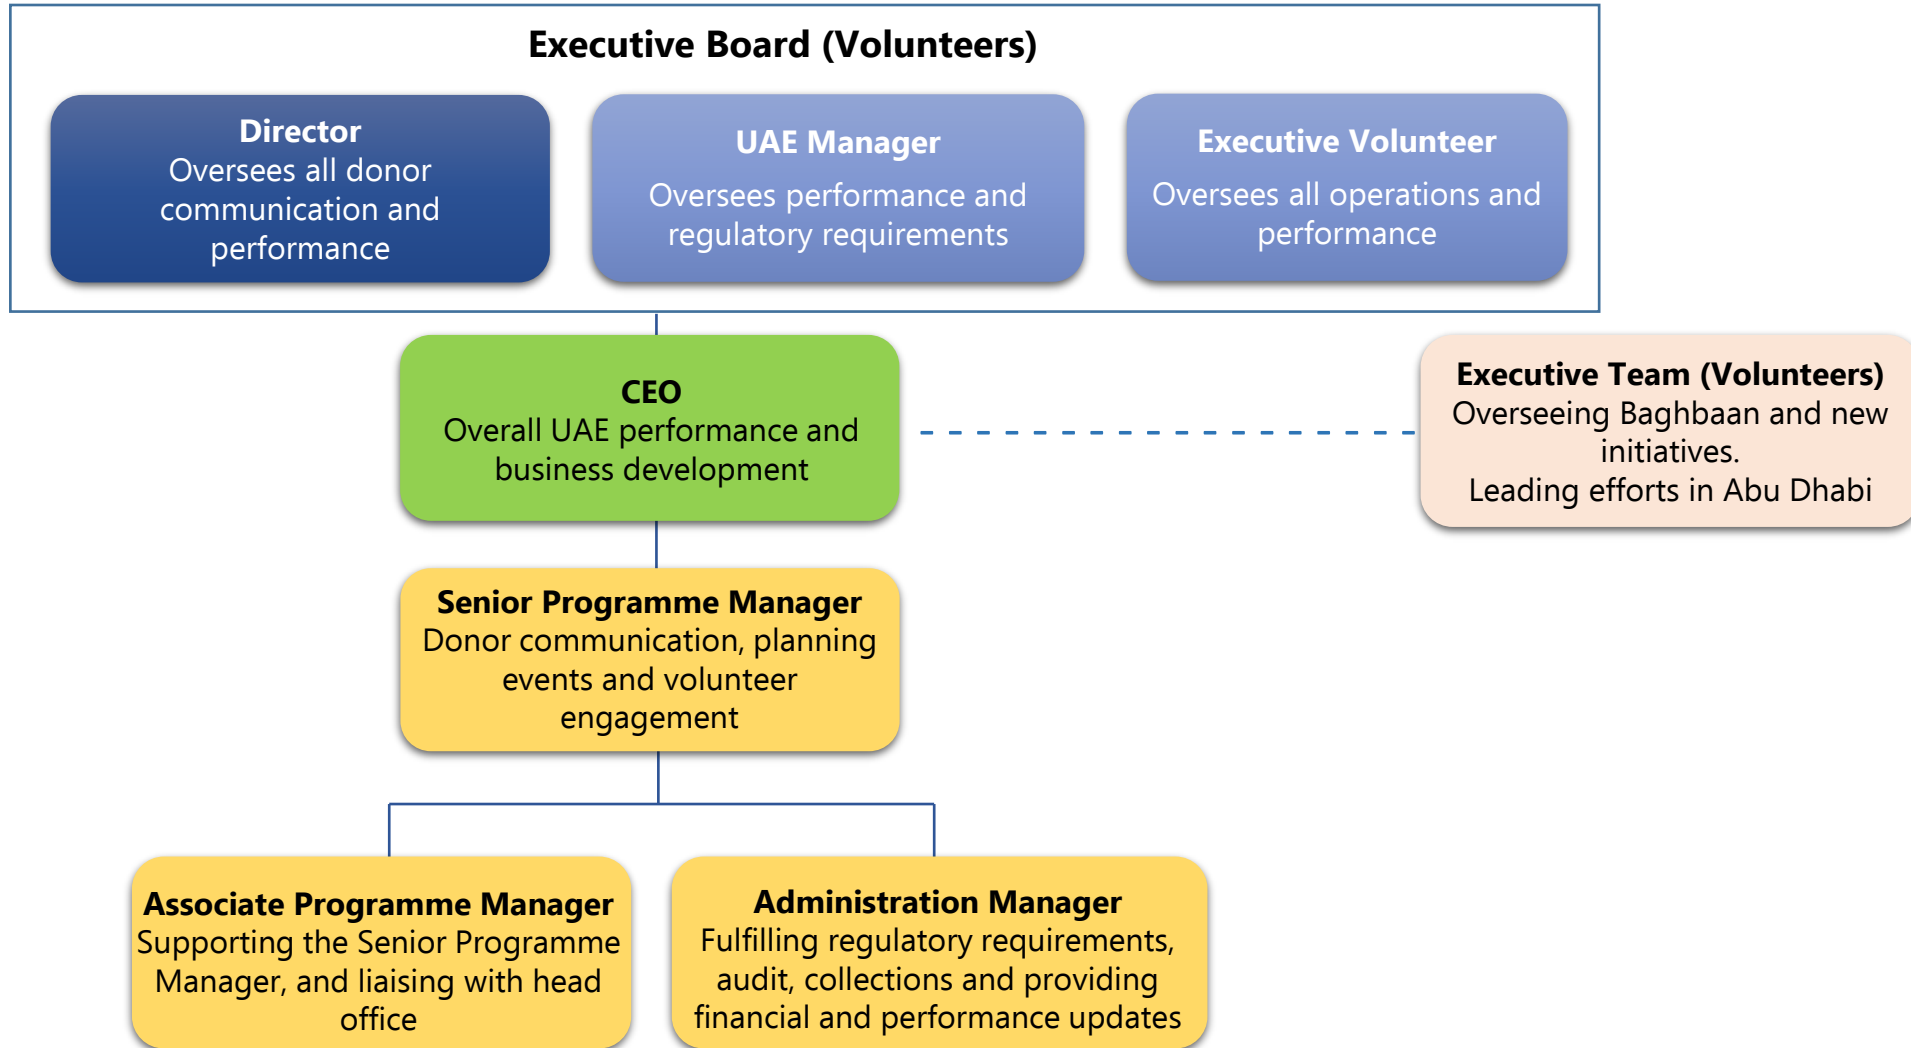 Executive Board (Volunteers)
Director
Oversees all donor
communication and
performance
UAE Manager
Oversees performance and
regulatory requirements
Executive Volunteer
Oversees all operations and
performance
CEO
Overall UAE performance and
business development
Executive Team (Volunteers)
Overseeing Baghbaan and new
initiatives.
Leading efforts in Abu Dhabi
Senior Programme Manager
Donor communication, planning
events and volunteer
engagement
Associate Programme Manager
Supporting the Senior Programme
Manager, and liaising with head
office
Administration Manager
Fulfilling regulatory requirements,
audit, collections and providing
financial and performance updates